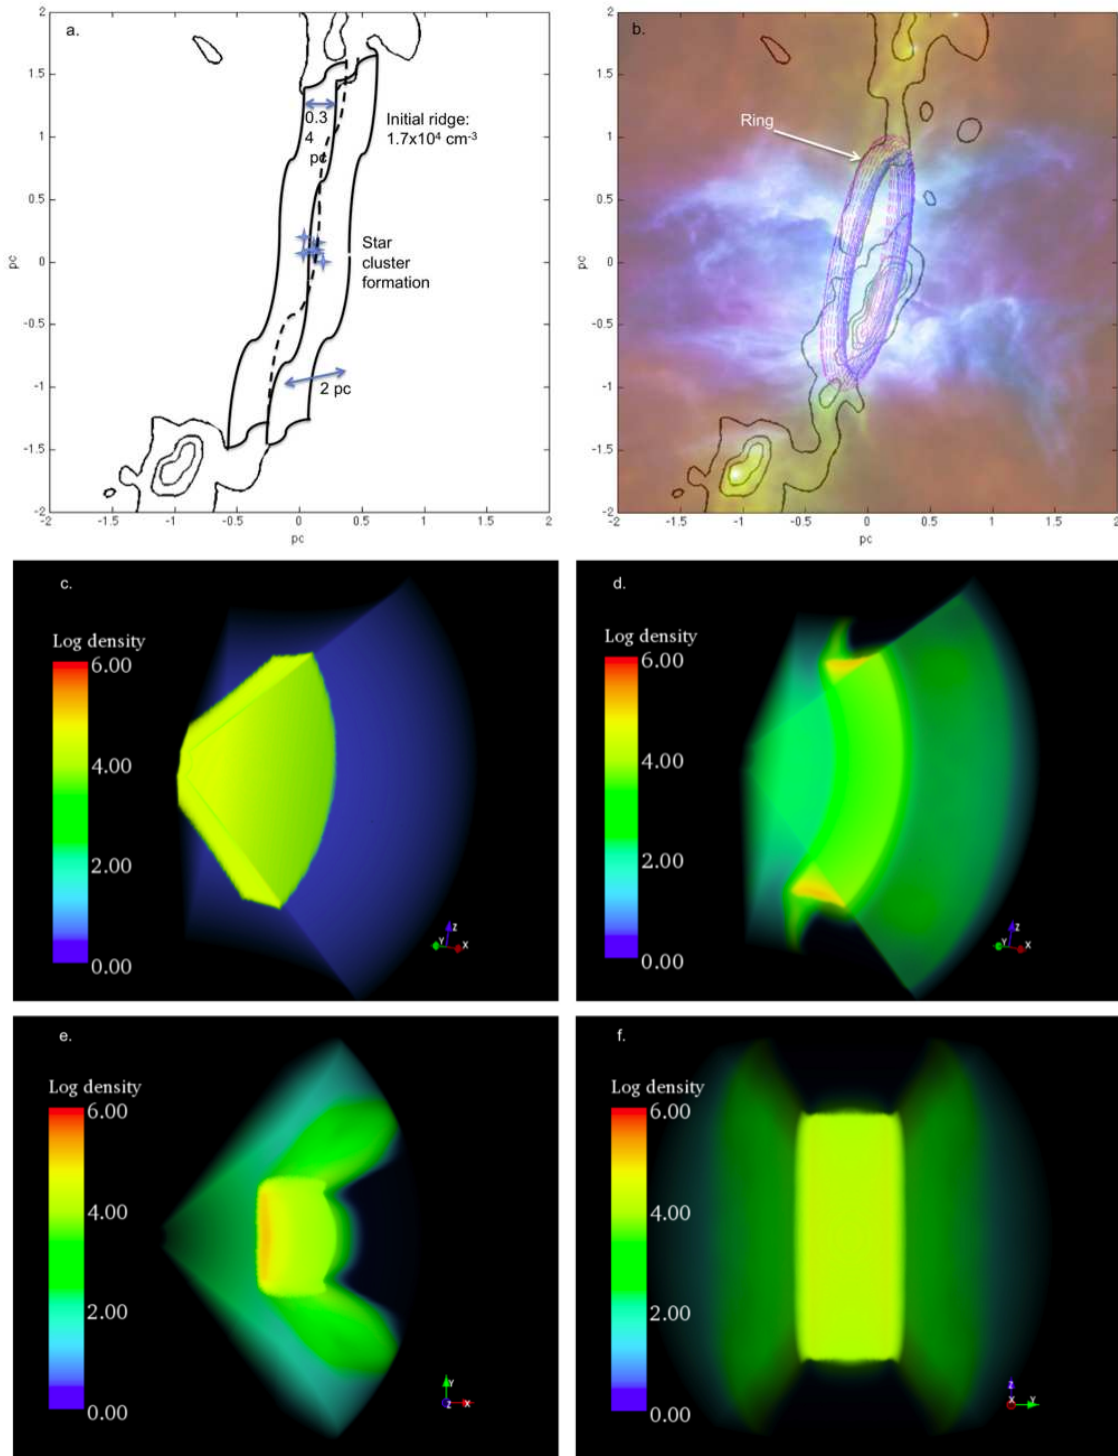 a.
2
1.5
1
0.5
0
-0.5
-1
-1.5
-2
pc
0.3
4
pc
Initial ridge:
1.7x10⁴ cm⁻³
Star
cluster
formation
2 pc
-2
-1.5
-1
-0.5
0
0.5
1
1.5
2
pc
b.
2
1.5
1
0.5
0
-0.5
-1
-1.5
-2
pc
Ring
-2
-1.5
-1
-0.5
0
0.5
1
1.5
2
pc
c.
Log density
6.00
4.00
2.00
0.00
Z
Y
X
d.
Log density
6.00
4.00
2.00
0.00
Z
Y
X
e.
Log density
6.00
4.00
2.00
0.00
Y
Z
X
f.
Log density
6.00
4.00
2.00
0.00
Z
X
Y